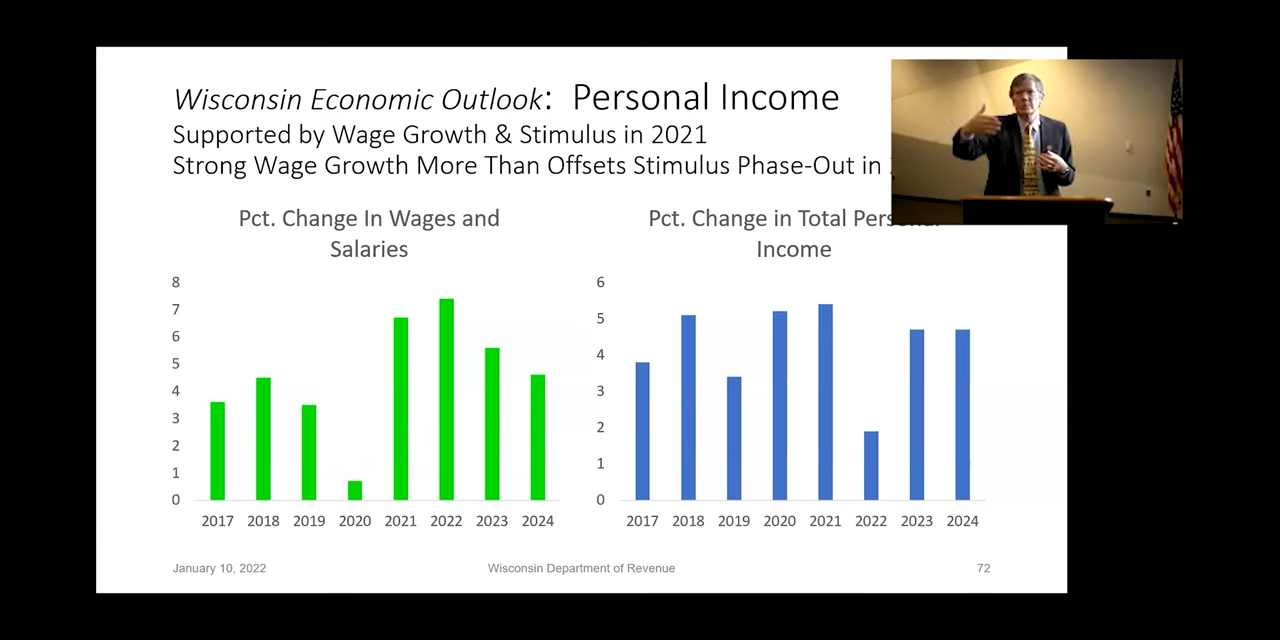 Wisconsin Economic Outlook: Personal Income
Supported by Wage Growth & Stimulus in 2021
Strong Wage Growth More Than Offsets Stimulus Phase-Out in
Pct. Change In Wages and
Salaries
8
7
6
5
4
3
2
1
0
2017 2018 2019 2020 2021 2022 2023 2024
Pct. Change in Total Personal
Income
6
5
4
3
2
1
0
2017 2018 2019 2020 2021 2022 2023 2024
January 10, 2022
Wisconsin Department of Revenue
72